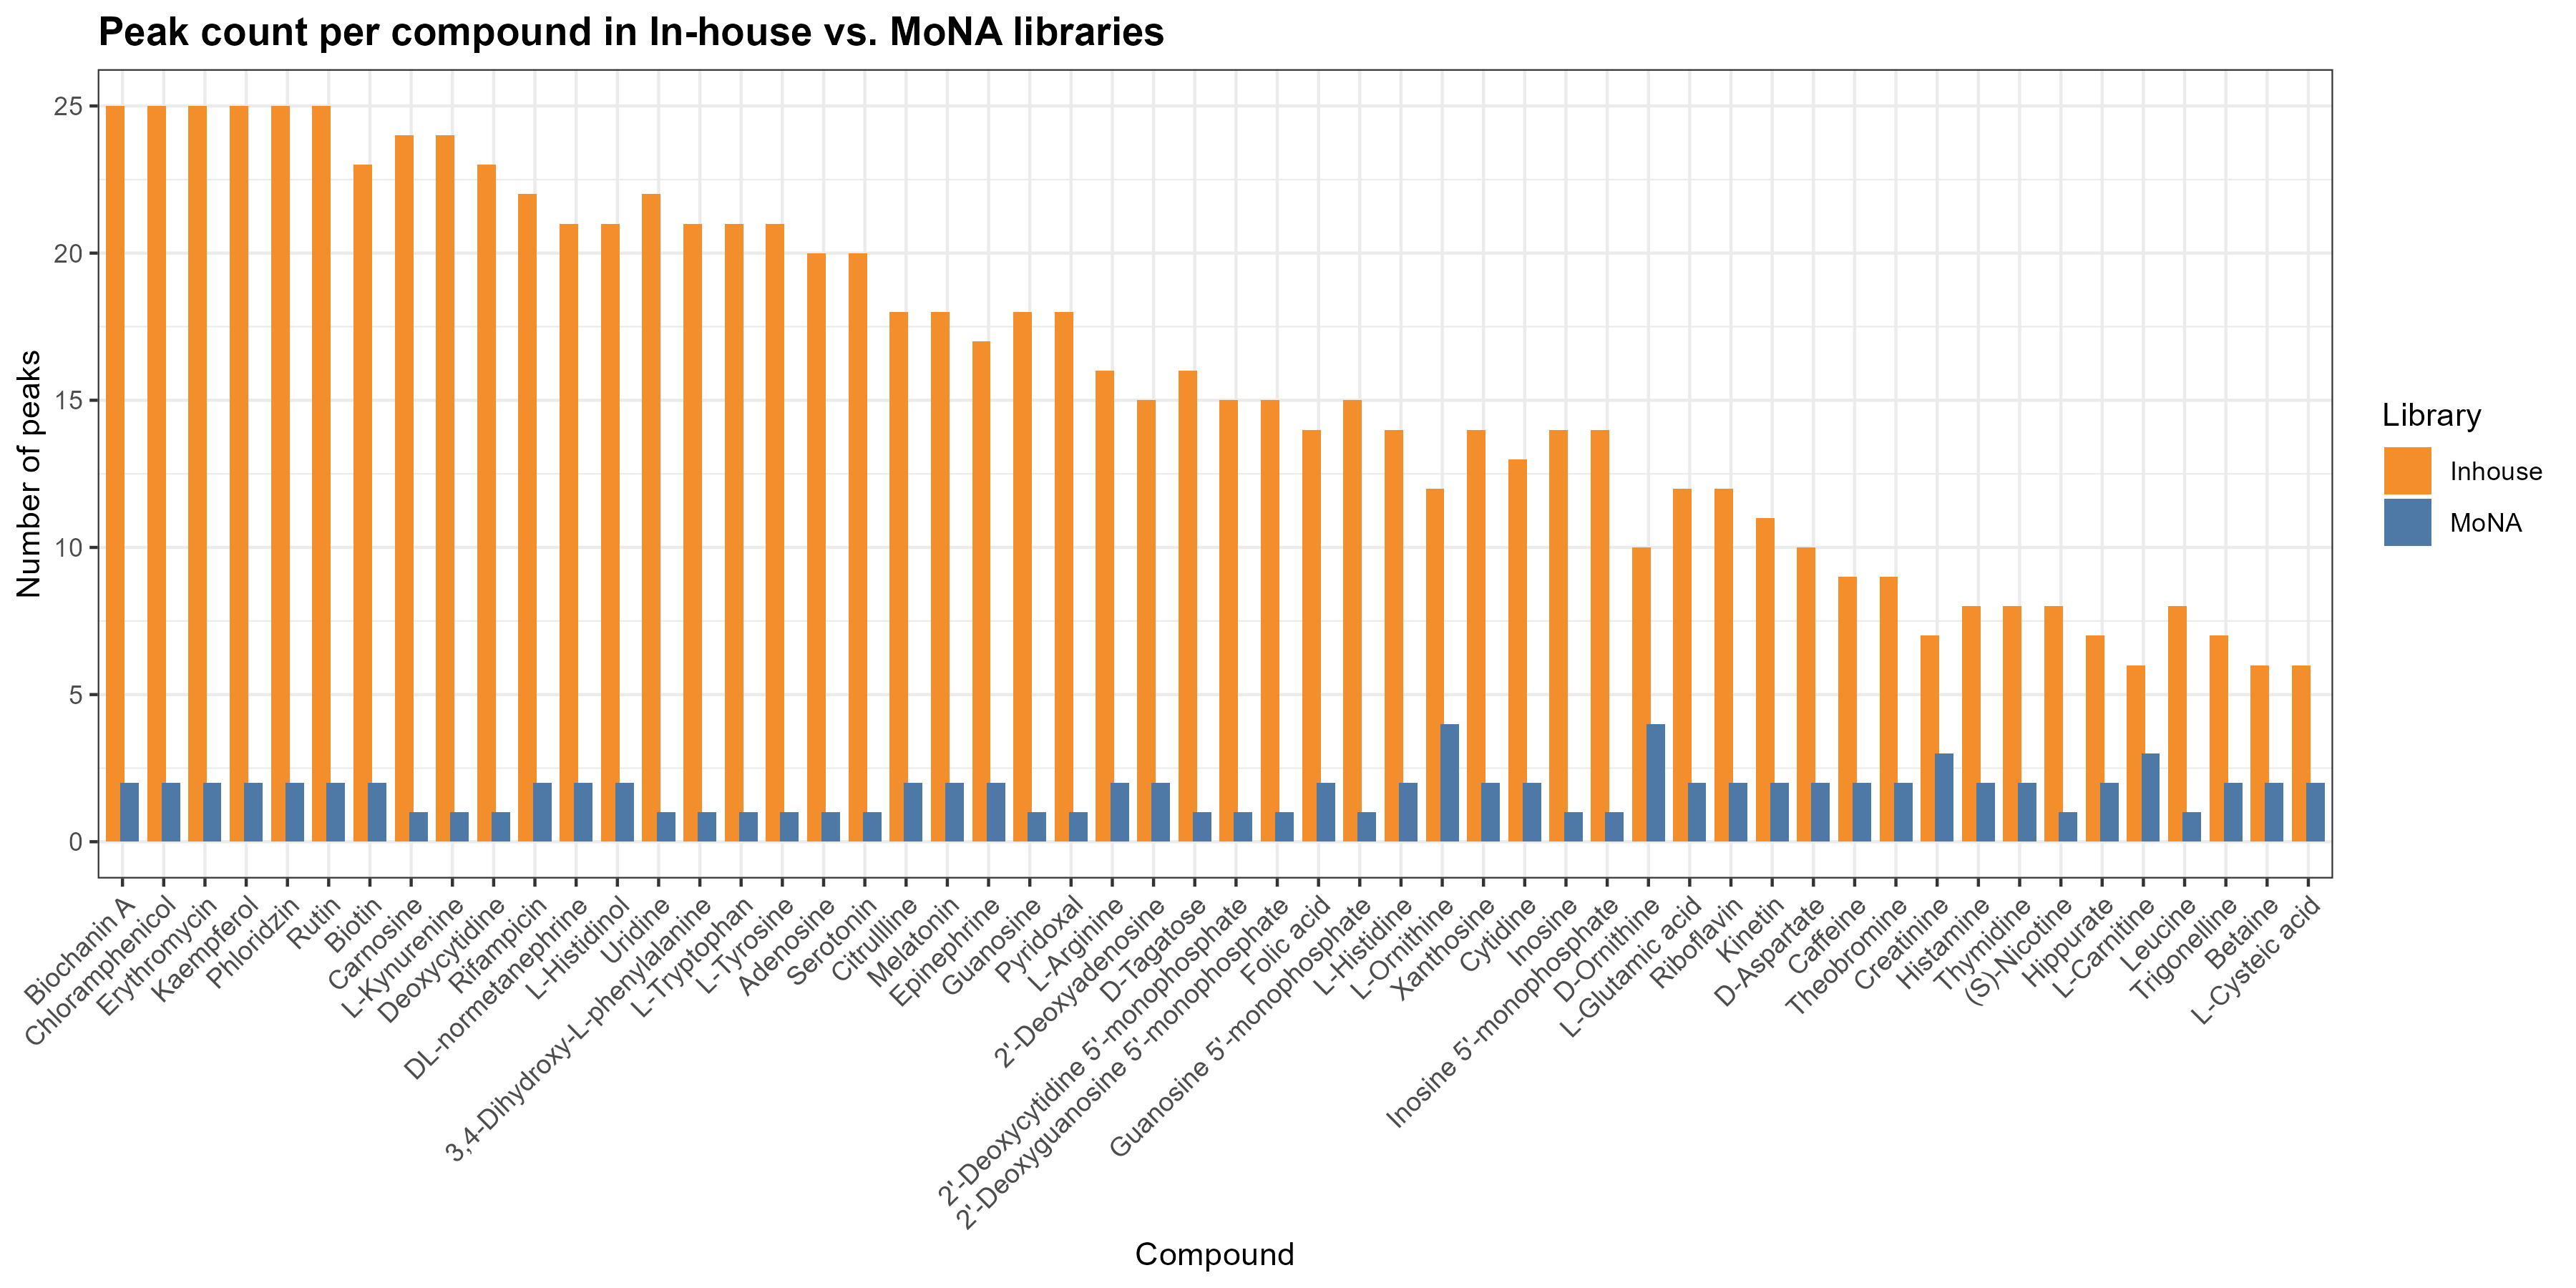 Peak count per compound in In-house vs. MoNA libraries
Number of peaks
25
20
15
10
5
0
Biochanin A
Chloramphenicol
Erythromycin
Kaempferol
Phloridzin
Rutin
Biotin
Carnosine
L-Kynurenine
Deoxycytidine
Rifampicin
DL-normetanephrine
L-Histidinol
Uridine
3,4-Dihydroxy-L-phenylalanine
L-Tryptophan
L-Tyrosine
Adenosine
Serotonin
Citrullline
Melatonin
Epinephrine
Guanosine
Pyridoxal
L-Arginine
2'-Deoxyadenosine
D-Tagatose
2'-Deoxycytidine 5'-monophosphate
2'-Deoxyguanosine 5'-monophosphate
Folic acid
Guanosine 5'-monophosphate
L-Histidine
L-Ornithine
Xanthosine
Cytidine
Inosine
Inosine 5'-monophosphate
D-Ornithine
L-Glutamic acid
Riboflavin
Kinetin
D-Aspartate
Caffeine
Theobromine
Creatinine
Histamine
Thymidine
(S)-Nicotine
Hippurate
L-Carnitine
Leucine
Trigonelline
Betaine
L-Cysteic acid
Compound
Library
Inhouse
MoNA